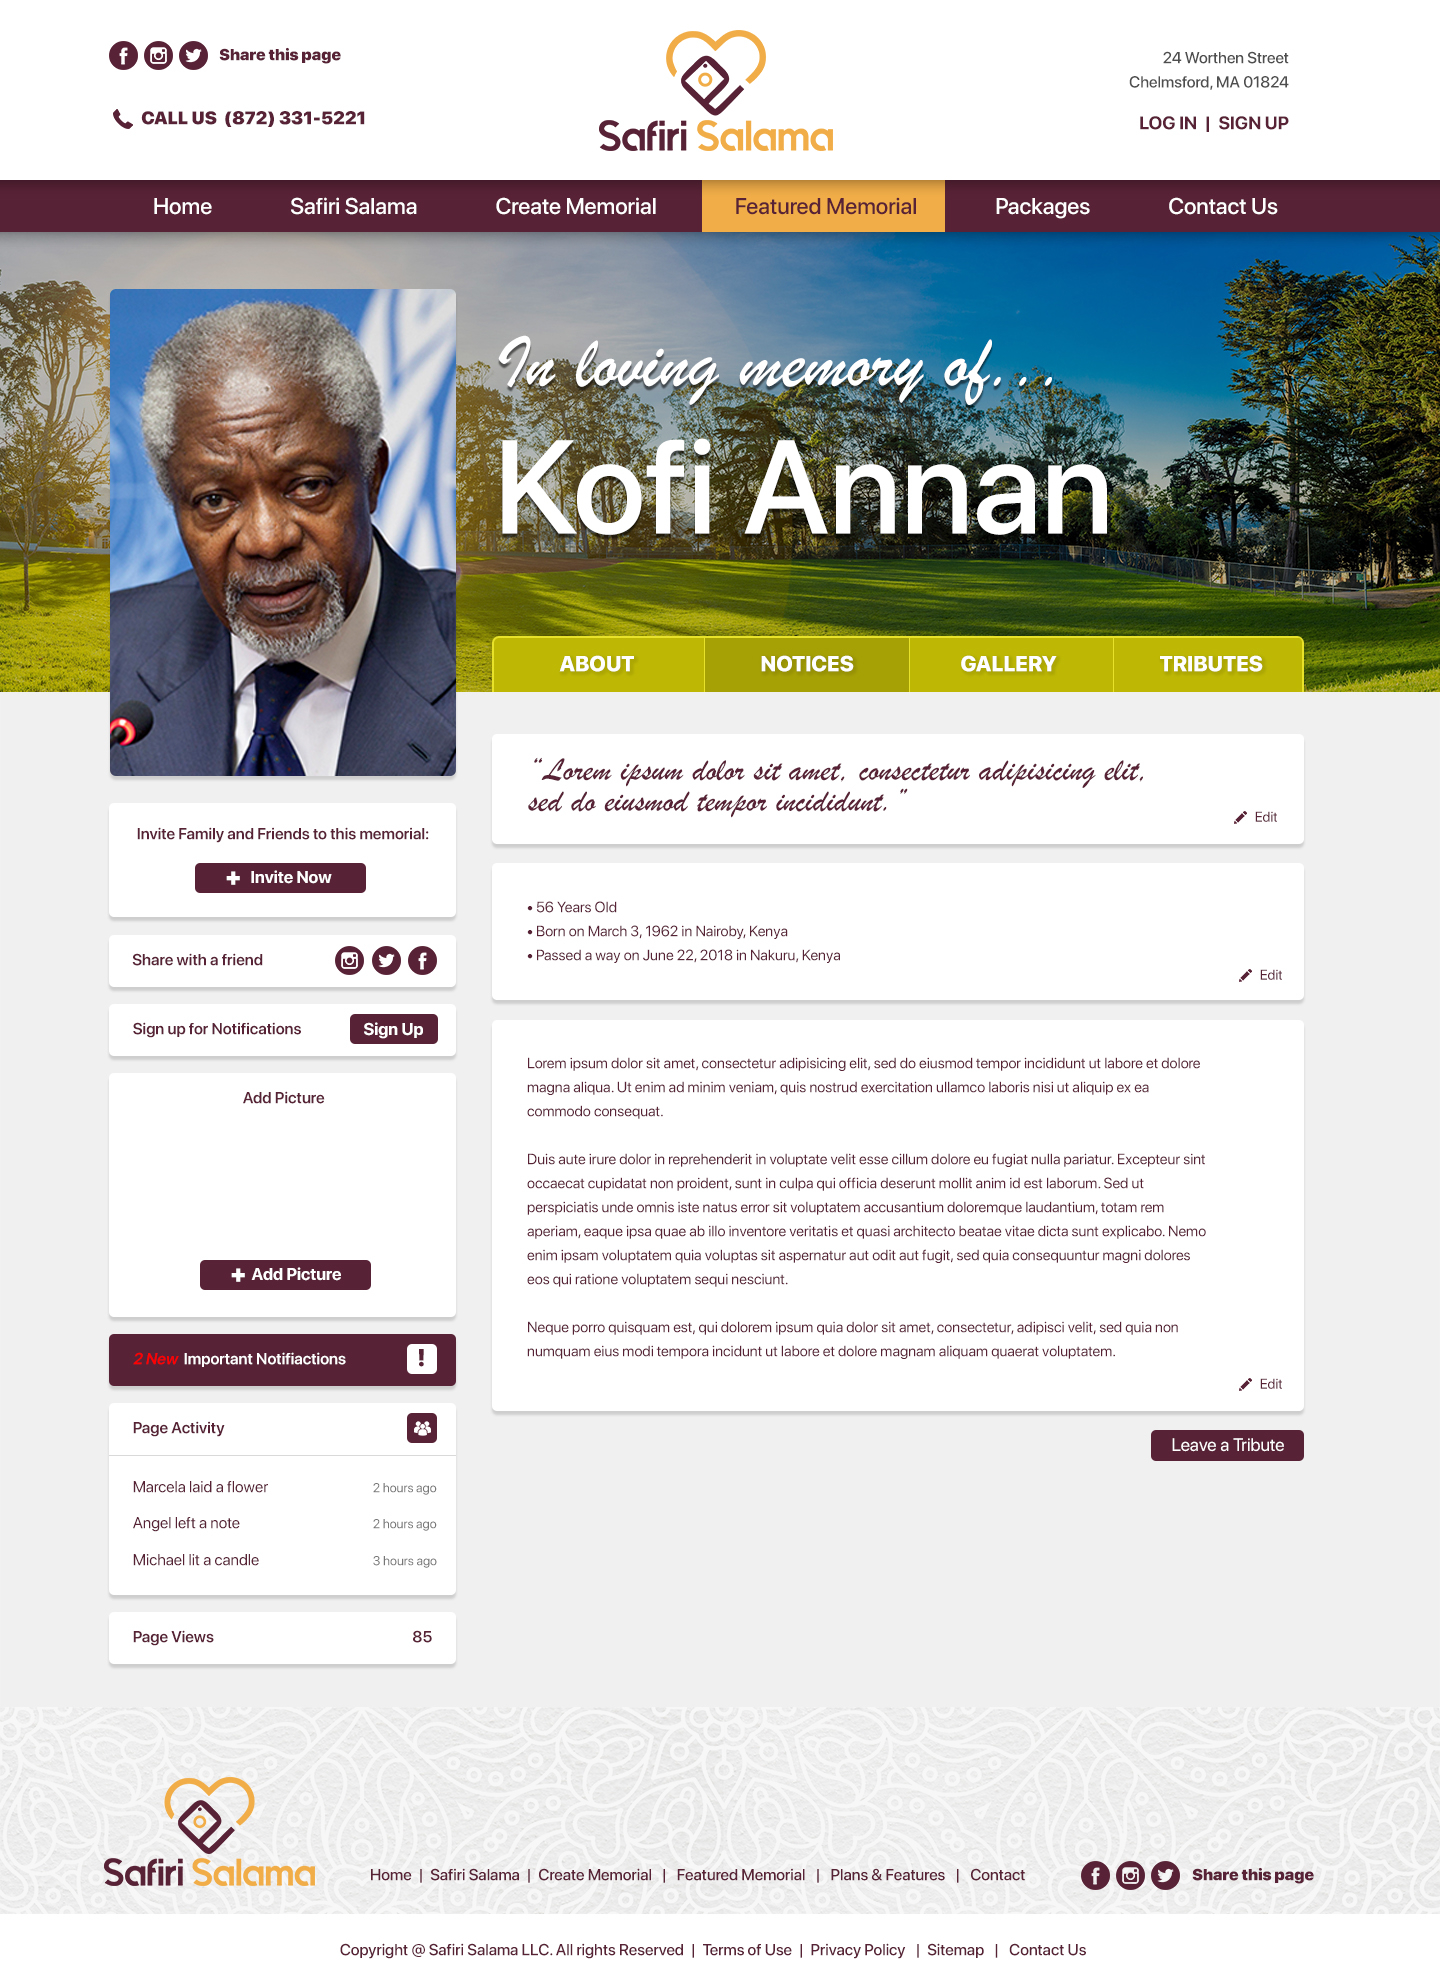 Share this page
CALL US (872) 331-5221
Safiri Salama
24 Worthen Street
Chelmsford, MA 01824
LOG IN | SIGN UP
Home Safiri Salama Create Memorial Featured Memorial Packages Contact Us
In loving memory of...
Kofi Annan
ABOUT NOTICES GALLERY TRIBUTES
Invite Family and Friends to this memorial:
Invite Now
Share with a friend
Sign up for Notifications Sign Up
Add Picture
Add Picture
2 New Important Notifiactions
Page Activity
Marcela laid a flower 2 hours ago
Angel left a note 2 hours ago
Michael lit a candle 3 hours ago
Page Views 85
“Lorem ipsum dolor sit amet, consectetur adipisicing elit,
sed do eiusmod tempor incididunt.”
Edit
• 56 Years Old
• Born on March 3, 1962 in Nairoby, Kenya
• Passed a way on June 22, 2018 in Nakuru, Kenya
Edit
Lorem ipsum dolor sit amet, consectetur adipisicing elit, sed do eiusmod tempor incididunt ut labore et dolore
magna aliqua. Ut enim ad minim veniam, quis nostrud exercitation ullamco laboris nisi ut aliquip ex ea
commodo consequat.
Duis aute irure dolor in reprehenderit in voluptate velit esse cillum dolore eu fugiat nulla pariatur. Excepteur sint
occaecat cupidatat non proident, sunt in culpa qui officia deserunt mollit anim id est laborum. Sed ut
perspiciatis unde omnis iste natus error sit voluptatem accusantium doloremque laudantium, totam rem
aperiam, eaque ipsa quae ab illo inventore veritatis et quasi architecto beatae vitae dicta sunt explicabo. Nemo
enim ipsam voluptatem quia voluptas sit aspernatur aut odit aut fugit, sed quia consequuntur magni dolores
eos qui ratione voluptatem sequi nesciunt.
Neque porro quisquam est, qui dolorem ipsum quia dolor sit amet, consectetur, adipisci velit, sed quia non
numquam eius modi tempora incidunt ut labore et dolore magnam aliquam quaerat voluptatem.
Edit
Leave a Tribute
Safiri Salama
Home | Safiri Salama | Create Memorial | Featured Memorial | Plans & Features | Contact
Share this page
Copyright @ Safiri Salama LLC. All rights Reserved | Terms of Use | Privacy Policy | Sitemap | Contact Us